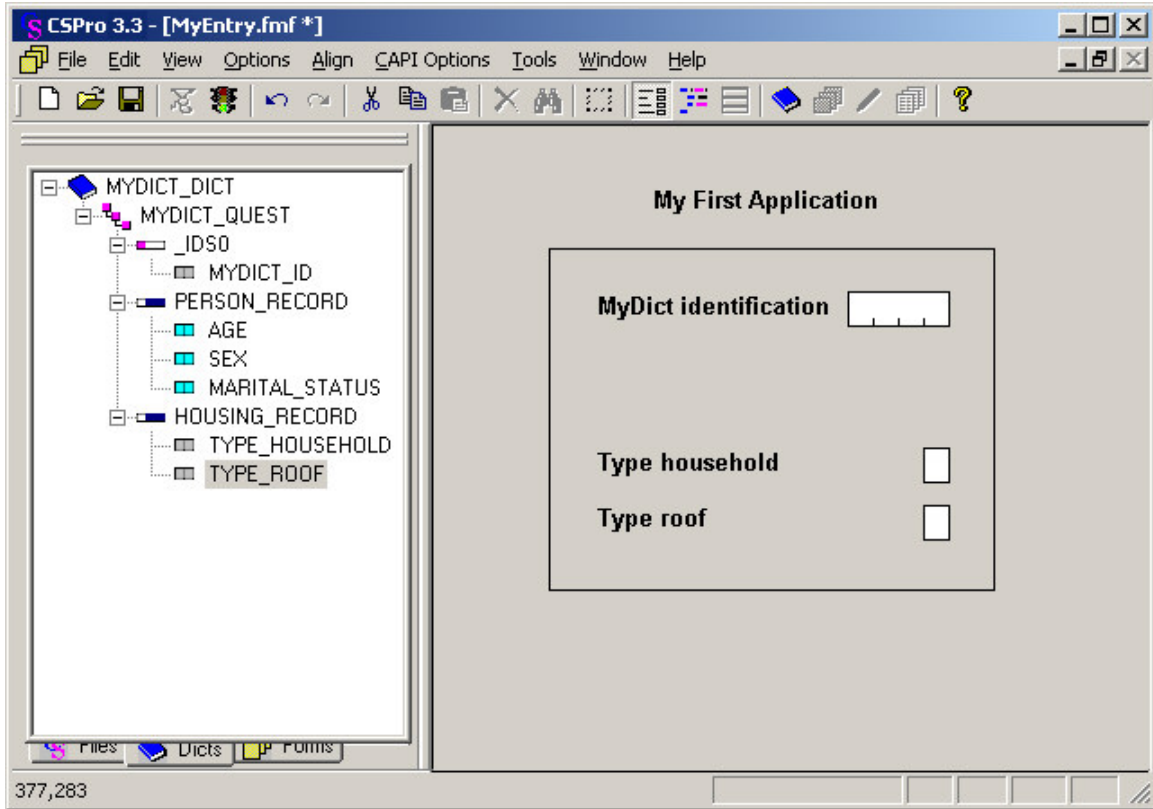 CSPro 3.3 - [MyEntry.fmf *]
File Edit View Options Align CAPI Options Tools Window Help
MYDICT_DICT
MYDICT_QUEST
_IDS0
MYDICT_ID
PERSON_RECORD
AGE
SEX
MARITAL_STATUS
HOUSING_RECORD
TYPE_HOUSEHOLD
TYPE_ROOF
Files Dicts Forms
My First Application
MyDict identification
Type household
Type roof
377,283